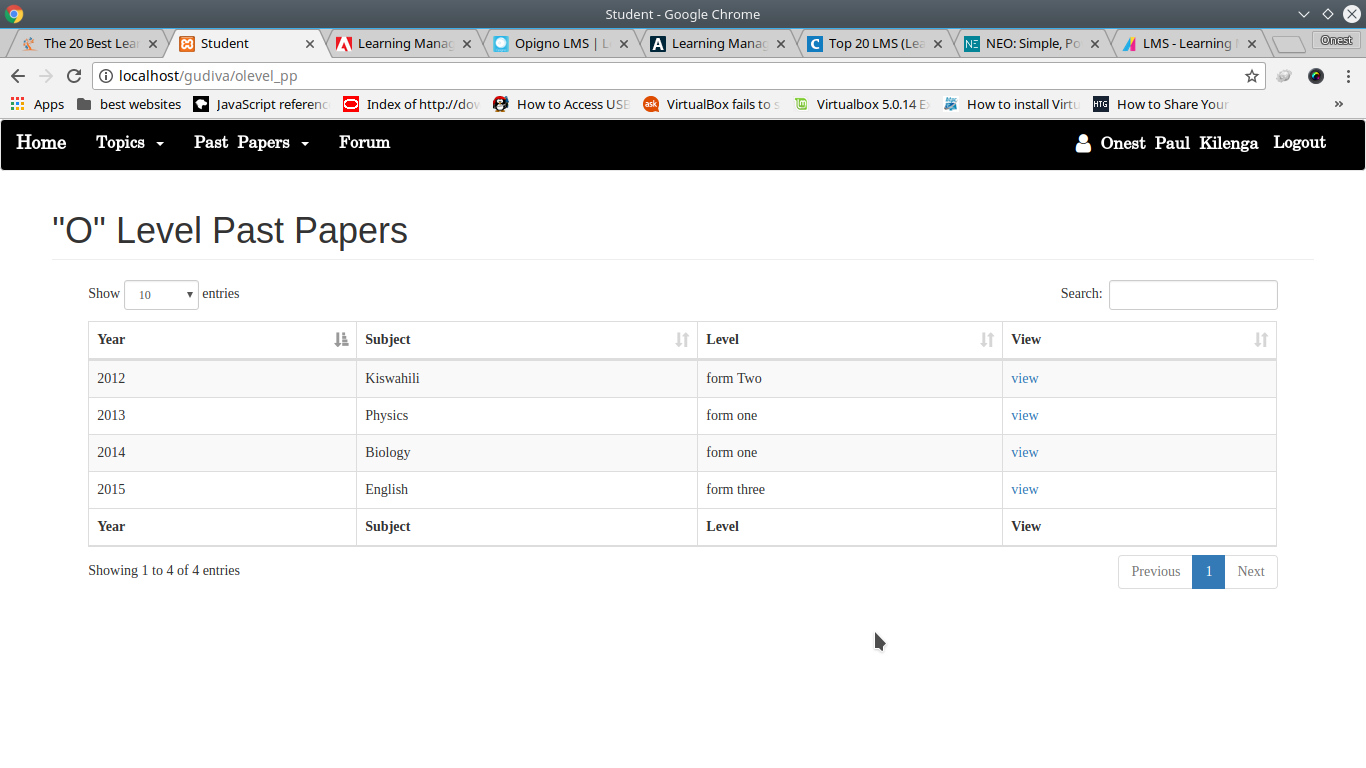 Student - Google Chrome
The 20 Best Lea
Student
Learning Manag
Opigno LMS | L
Learning Manag
Top 20 LMS (Lea
NEO: Simple, Po
LMS - Learning
Onest
localhost/gudiva/olevel_pp
Apps best websites JavaScript referenc Index of http://dow How to Access USB VirtualBox fails to s Virtualbox 5.0.14 E How to install Virtu HTG How to Share Your »
Home Topics Past Papers Forum Onest Paul Kilenga Logout
"O" Level Past Papers
Show 10 entries Search:
Year Subject Level View
2012 Kiswahili form Two view
2013 Physics form one view
2014 Biology form one view
2015 English form three view
Year Subject Level View
Showing 1 to 4 of 4 entries Previous 1 Next